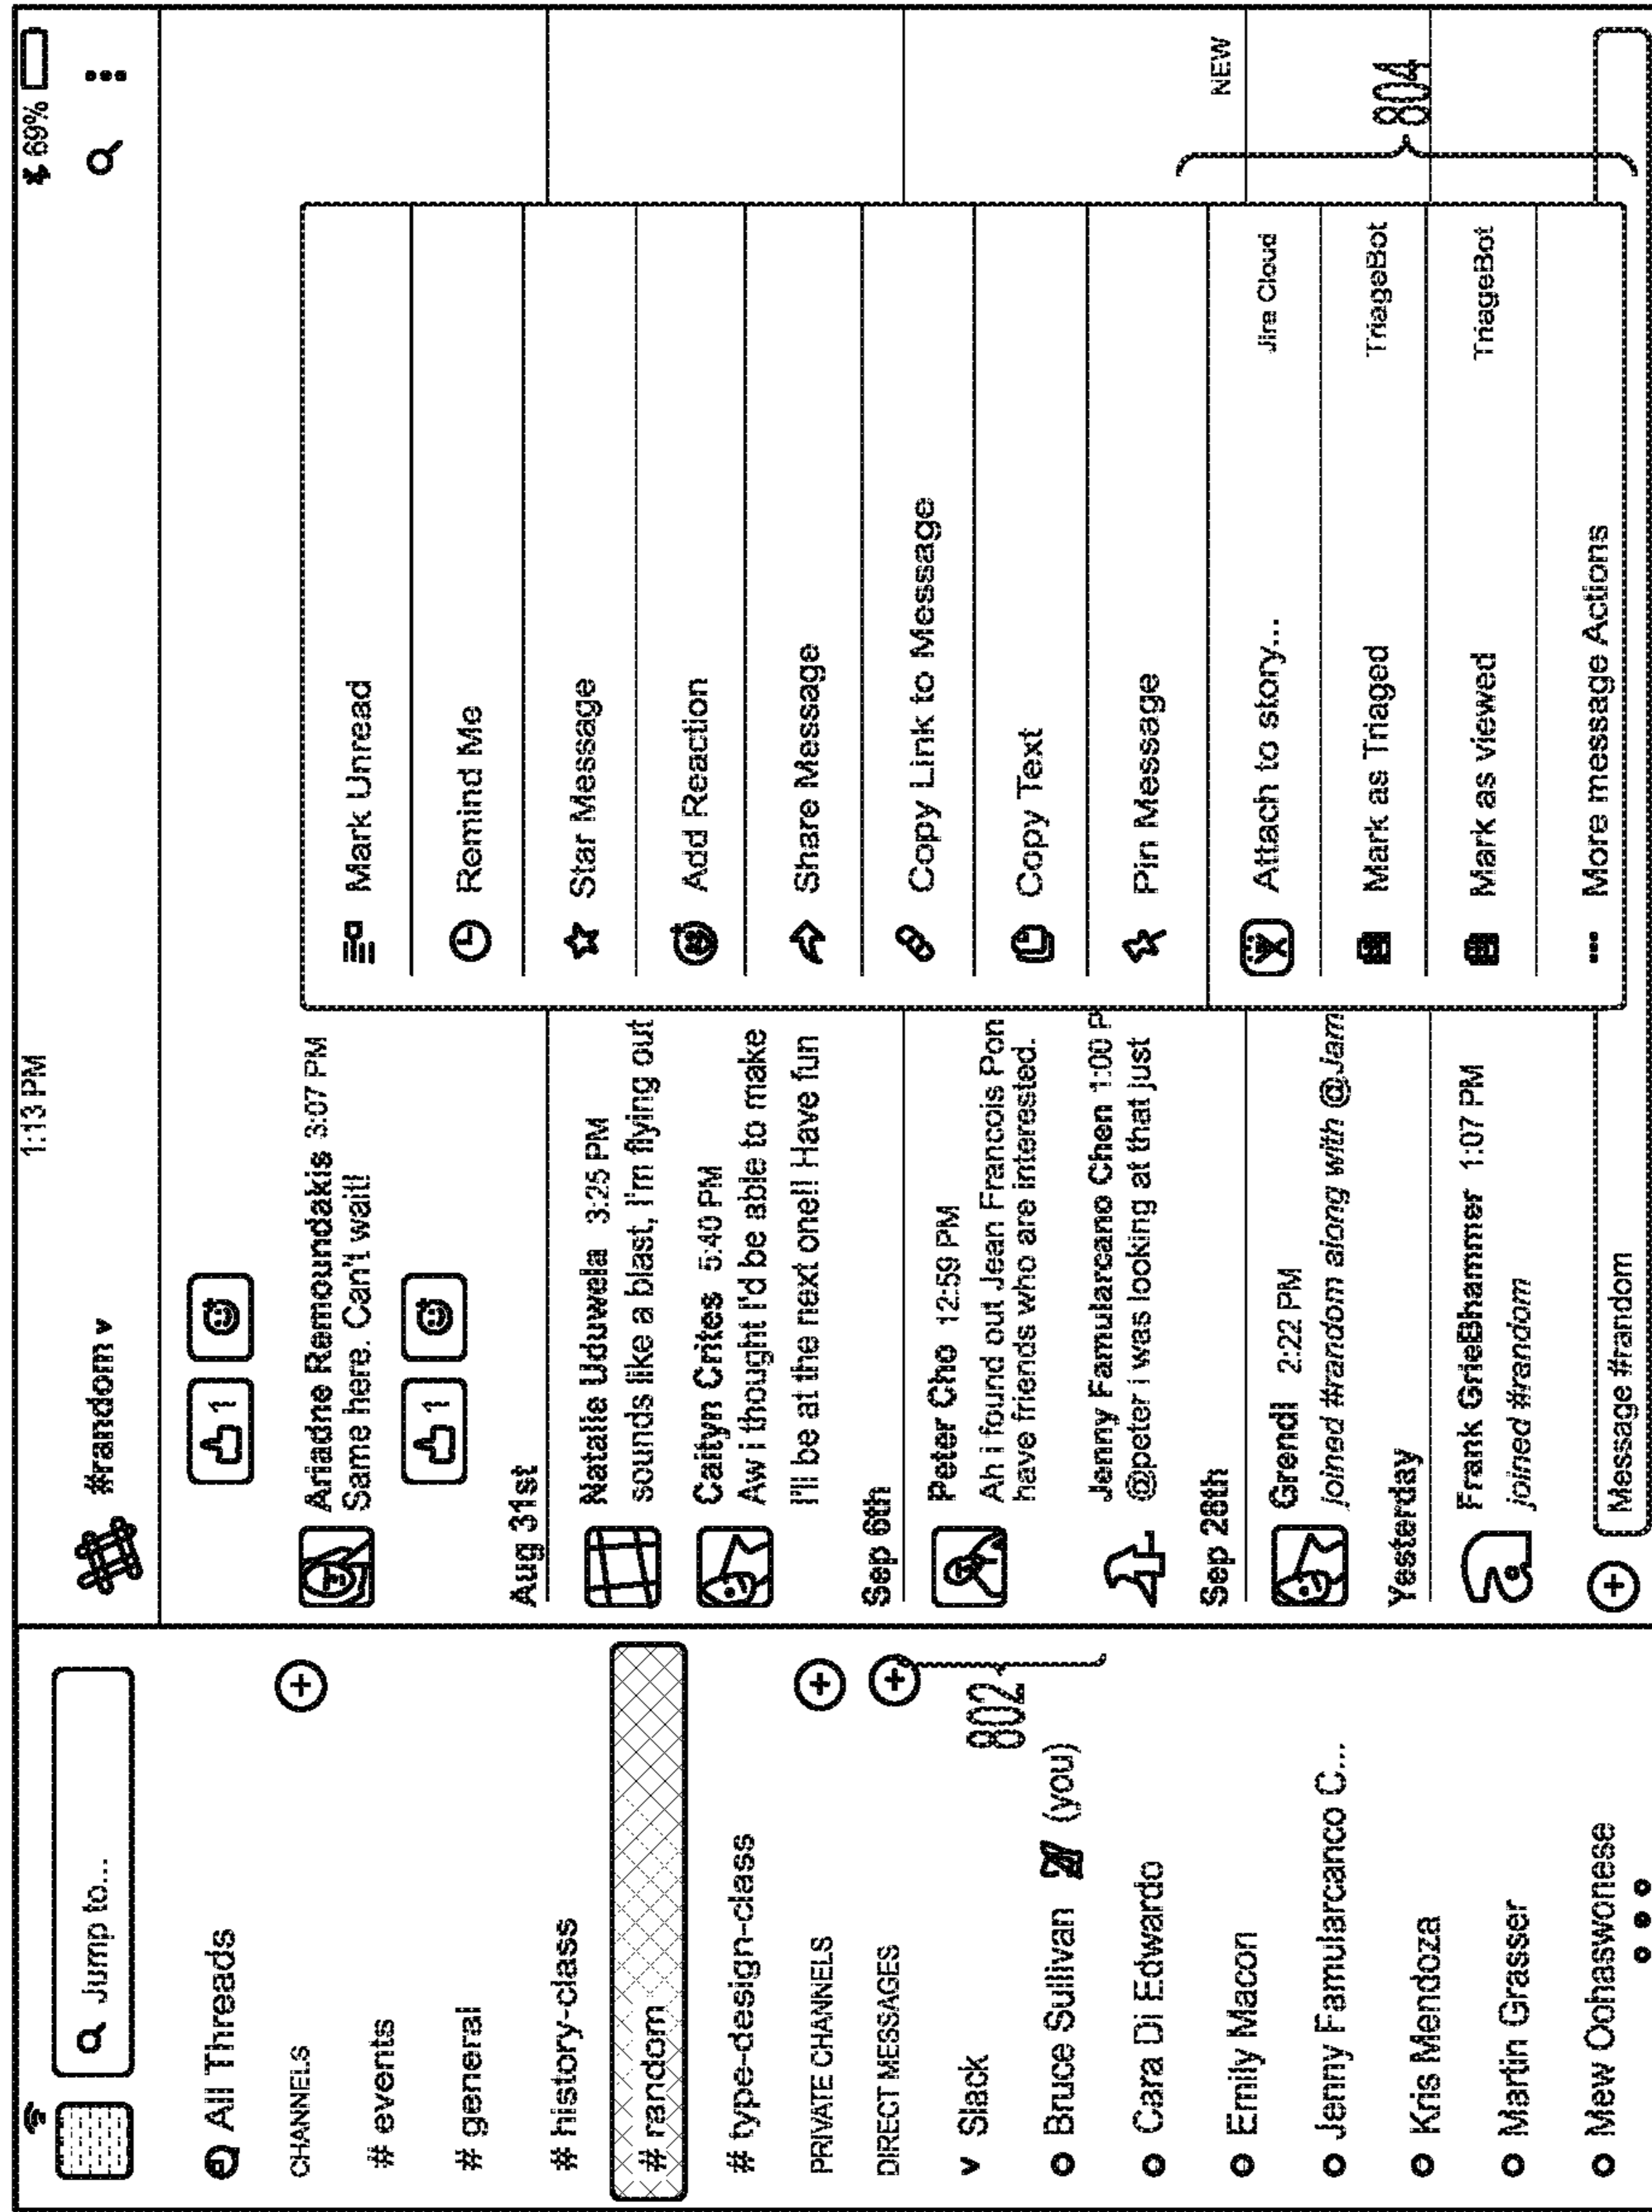 1:13 PM
69%
Jump to...
All Threads
CHANNELS
# events
# general
# history-class
# random
# type-design-class
PRIVATE CHANNELS
DIRECT MESSAGES
802
Slack
Bruce Sullivan (you)
Cara Di Edwardo
Emily Macon
Jenny Famularcanco C...
Kris Mendoza
Martin Grasser
Mew Oohaswonese
#random
1
Ariadne Remoundakis 3:07 PM
Same here. Can't wait!
1
Aug 31st
Natalie Uduwela 3:25 PM
sounds like a blast, I'm flying out
Caityn Crites 5:40 PM
Aw i thought I'd be able to make
I'll be at the next one!! Have fun
Sep 6th
Peter Cho 12:59 PM
Ah i found out Jean Francois Pon
have friends who are interested.
Jenny Famularcano Chen 1:00 P
@peter i was looking at that just
Sep 28th
Grendl 2:22 PM
joined #random along with @Jam
Yesterday
Frank GrieBhammer 1:07 PM
joined #random
Message #random
Mark Unread
Remind Me
Star Message
Add Reaction
Share Message
Copy Link to Message
Copy Text
Pin Message
Attach to story... Jira Cloud
Mark as Triaged TriageBot
Mark as viewed TriageBot
More message Actions
NEW
804